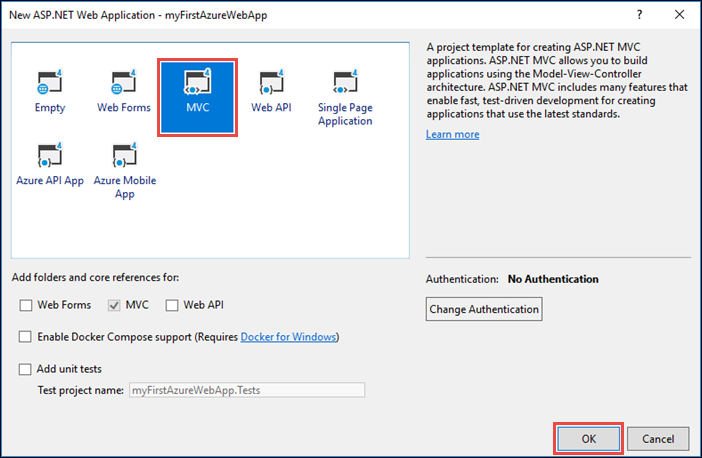 New ASP.NET Web Application - myFirstAzureWebApp
?
4
4
4
4
4
Empty
Web Forms
MVC
Web API
Single Page
Application
4
4
Azure API App
Azure Mobile
App
A project template for creating ASP.NET MVC
applications. ASP.NET MVC allows you to build
applications using the Model-View-Controller
architecture. ASP.NET MVC includes many features that
enable fast, test-driven development for creating
applications that use the latest standards.
Learn more
Add folders and core references for:
Web Forms
MVC
Web API
Enable Docker Compose support (Requires Docker for Windows)
Add unit tests
Test project name:
myFirstAzureWebApp.Tests
Authentication: No Authentication
Change Authentication
OK
Cancel